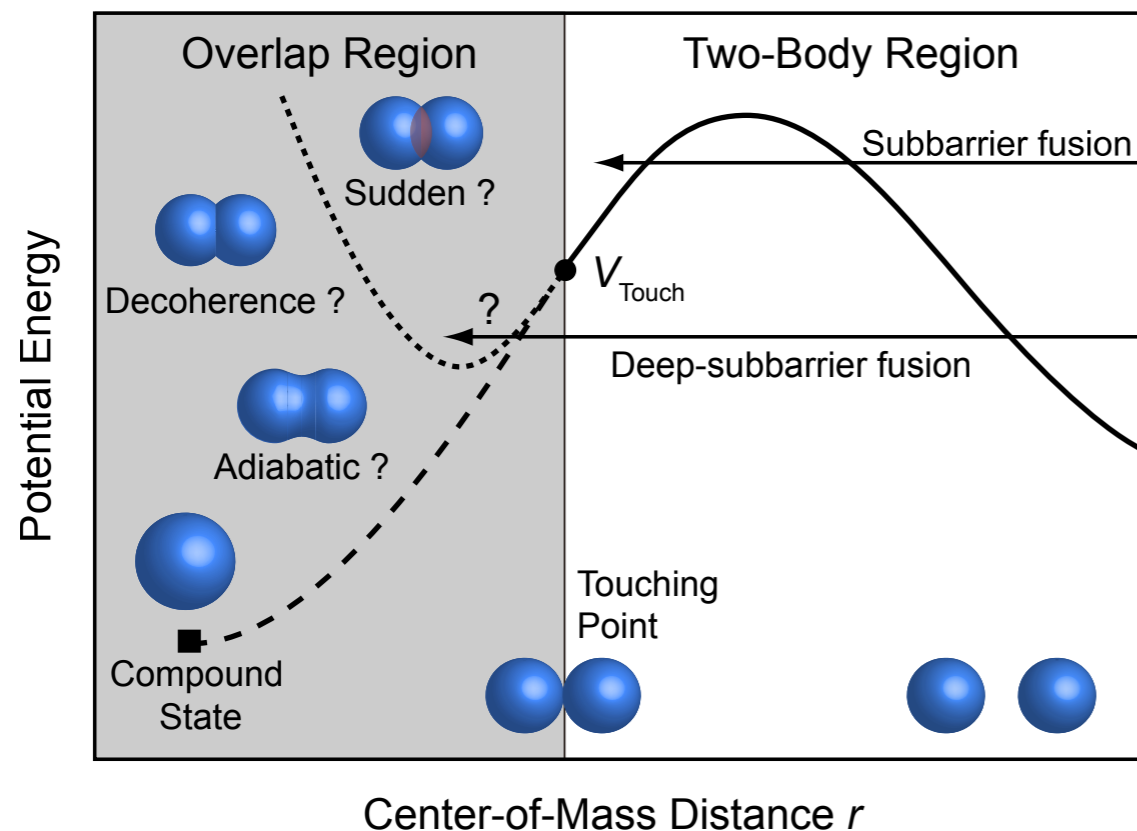 Overlap Region
Two-Body Region
Subbarrier fusion
Sudden ?
Decoherence ?
?
V Touch
Deep-subbarrier fusion
Adiabatic ?
Touching
Point
Compound
State
Potential Energy
Center-of-Mass Distance r